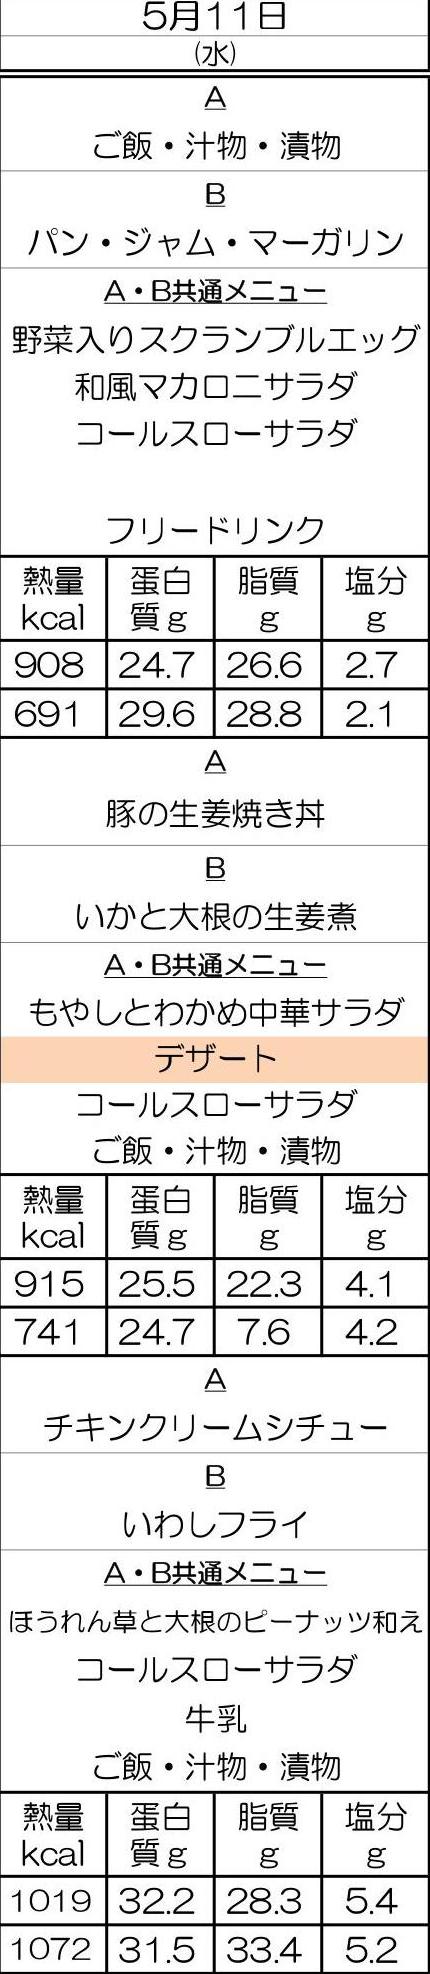 5月11日
(水)
A
ご飯・汁物・漬物
B
パン・ジャム・マーガリン
A・B共通メニュー
野菜入りスクランブルエッグ
和風マカロニサラダ
コールスローサラダ
フリードリンク
熱量 蛋白 脂質 塩分
kcal 質g g g
908 24.7 26.6 2.7
691 29.6 28.8 2.1
A
豚の生姜焼き丼
B
いかと大根の生姜煮
A・B共通メニュー
もやしとわかめ中華サラダ
デザート
コールスローサラダ
ご飯・汁物・漬物
熱量 蛋白 脂質 塩分
kcal 質g g g
915 25.5 22.3 4.1
741 24.7 7.6 4.2
A
チキンクリームシチュー
B
いわしフライ
A・B共通メニュー
ほうれん草と大根のピーナッツ和え
コールスローサラダ
牛乳
ご飯・汁物・漬物
熱量 蛋白 脂質 塩分
kcal 質g g g
1019 32.2 28.3 5.4
1072 31.5 33.4 5.2